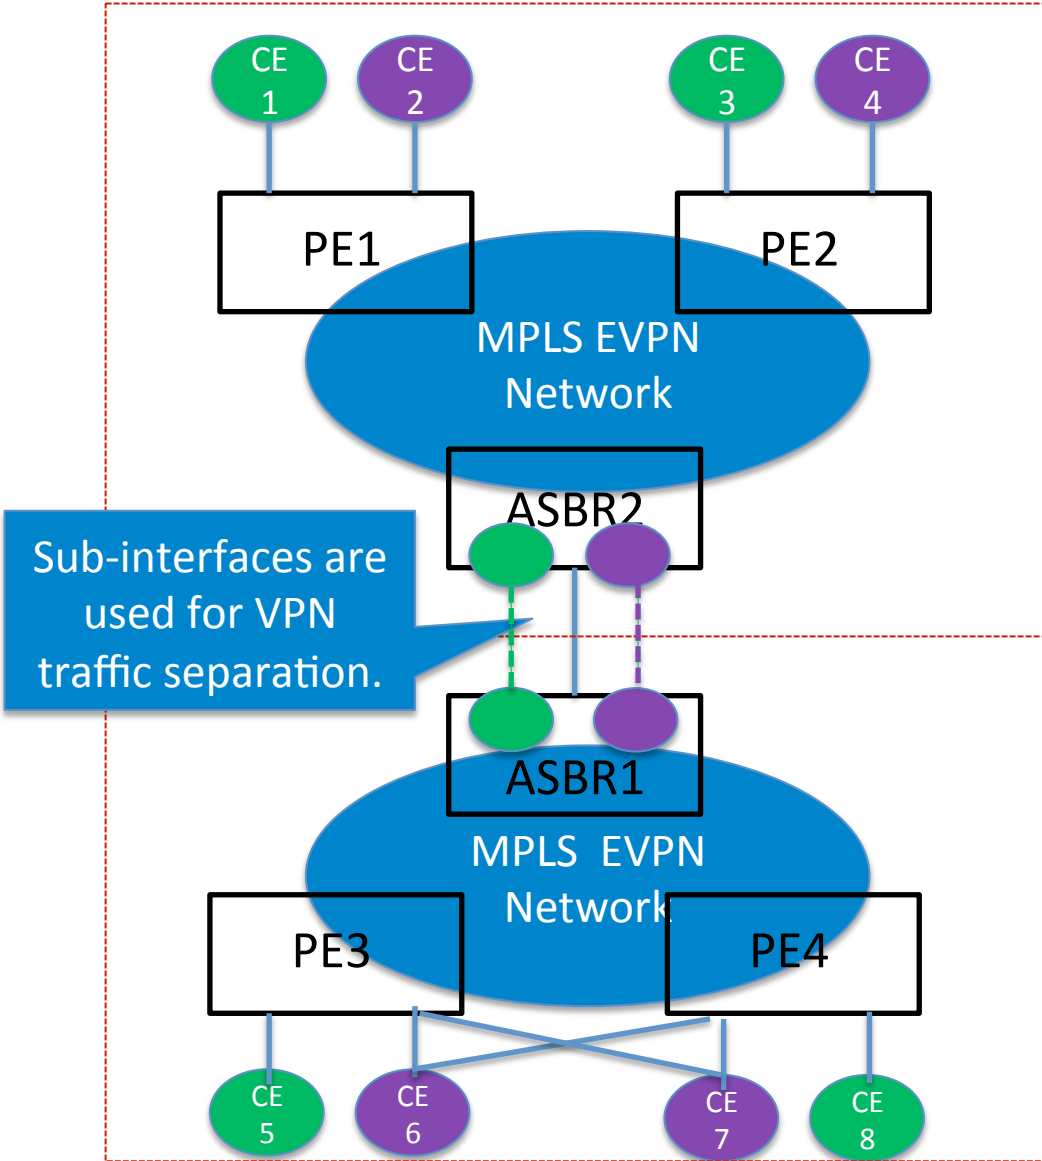 CE
1
CE
2
CE
3
CE
4
PE1
PE2
MPLS EVPN
Network
ASBR2
Sub-interfaces are
used for VPN
traffic separation.
ASBR1
MPLS EVPN
Network
PE3
PE4
CE
5
CE
6
CE
7
CE
8